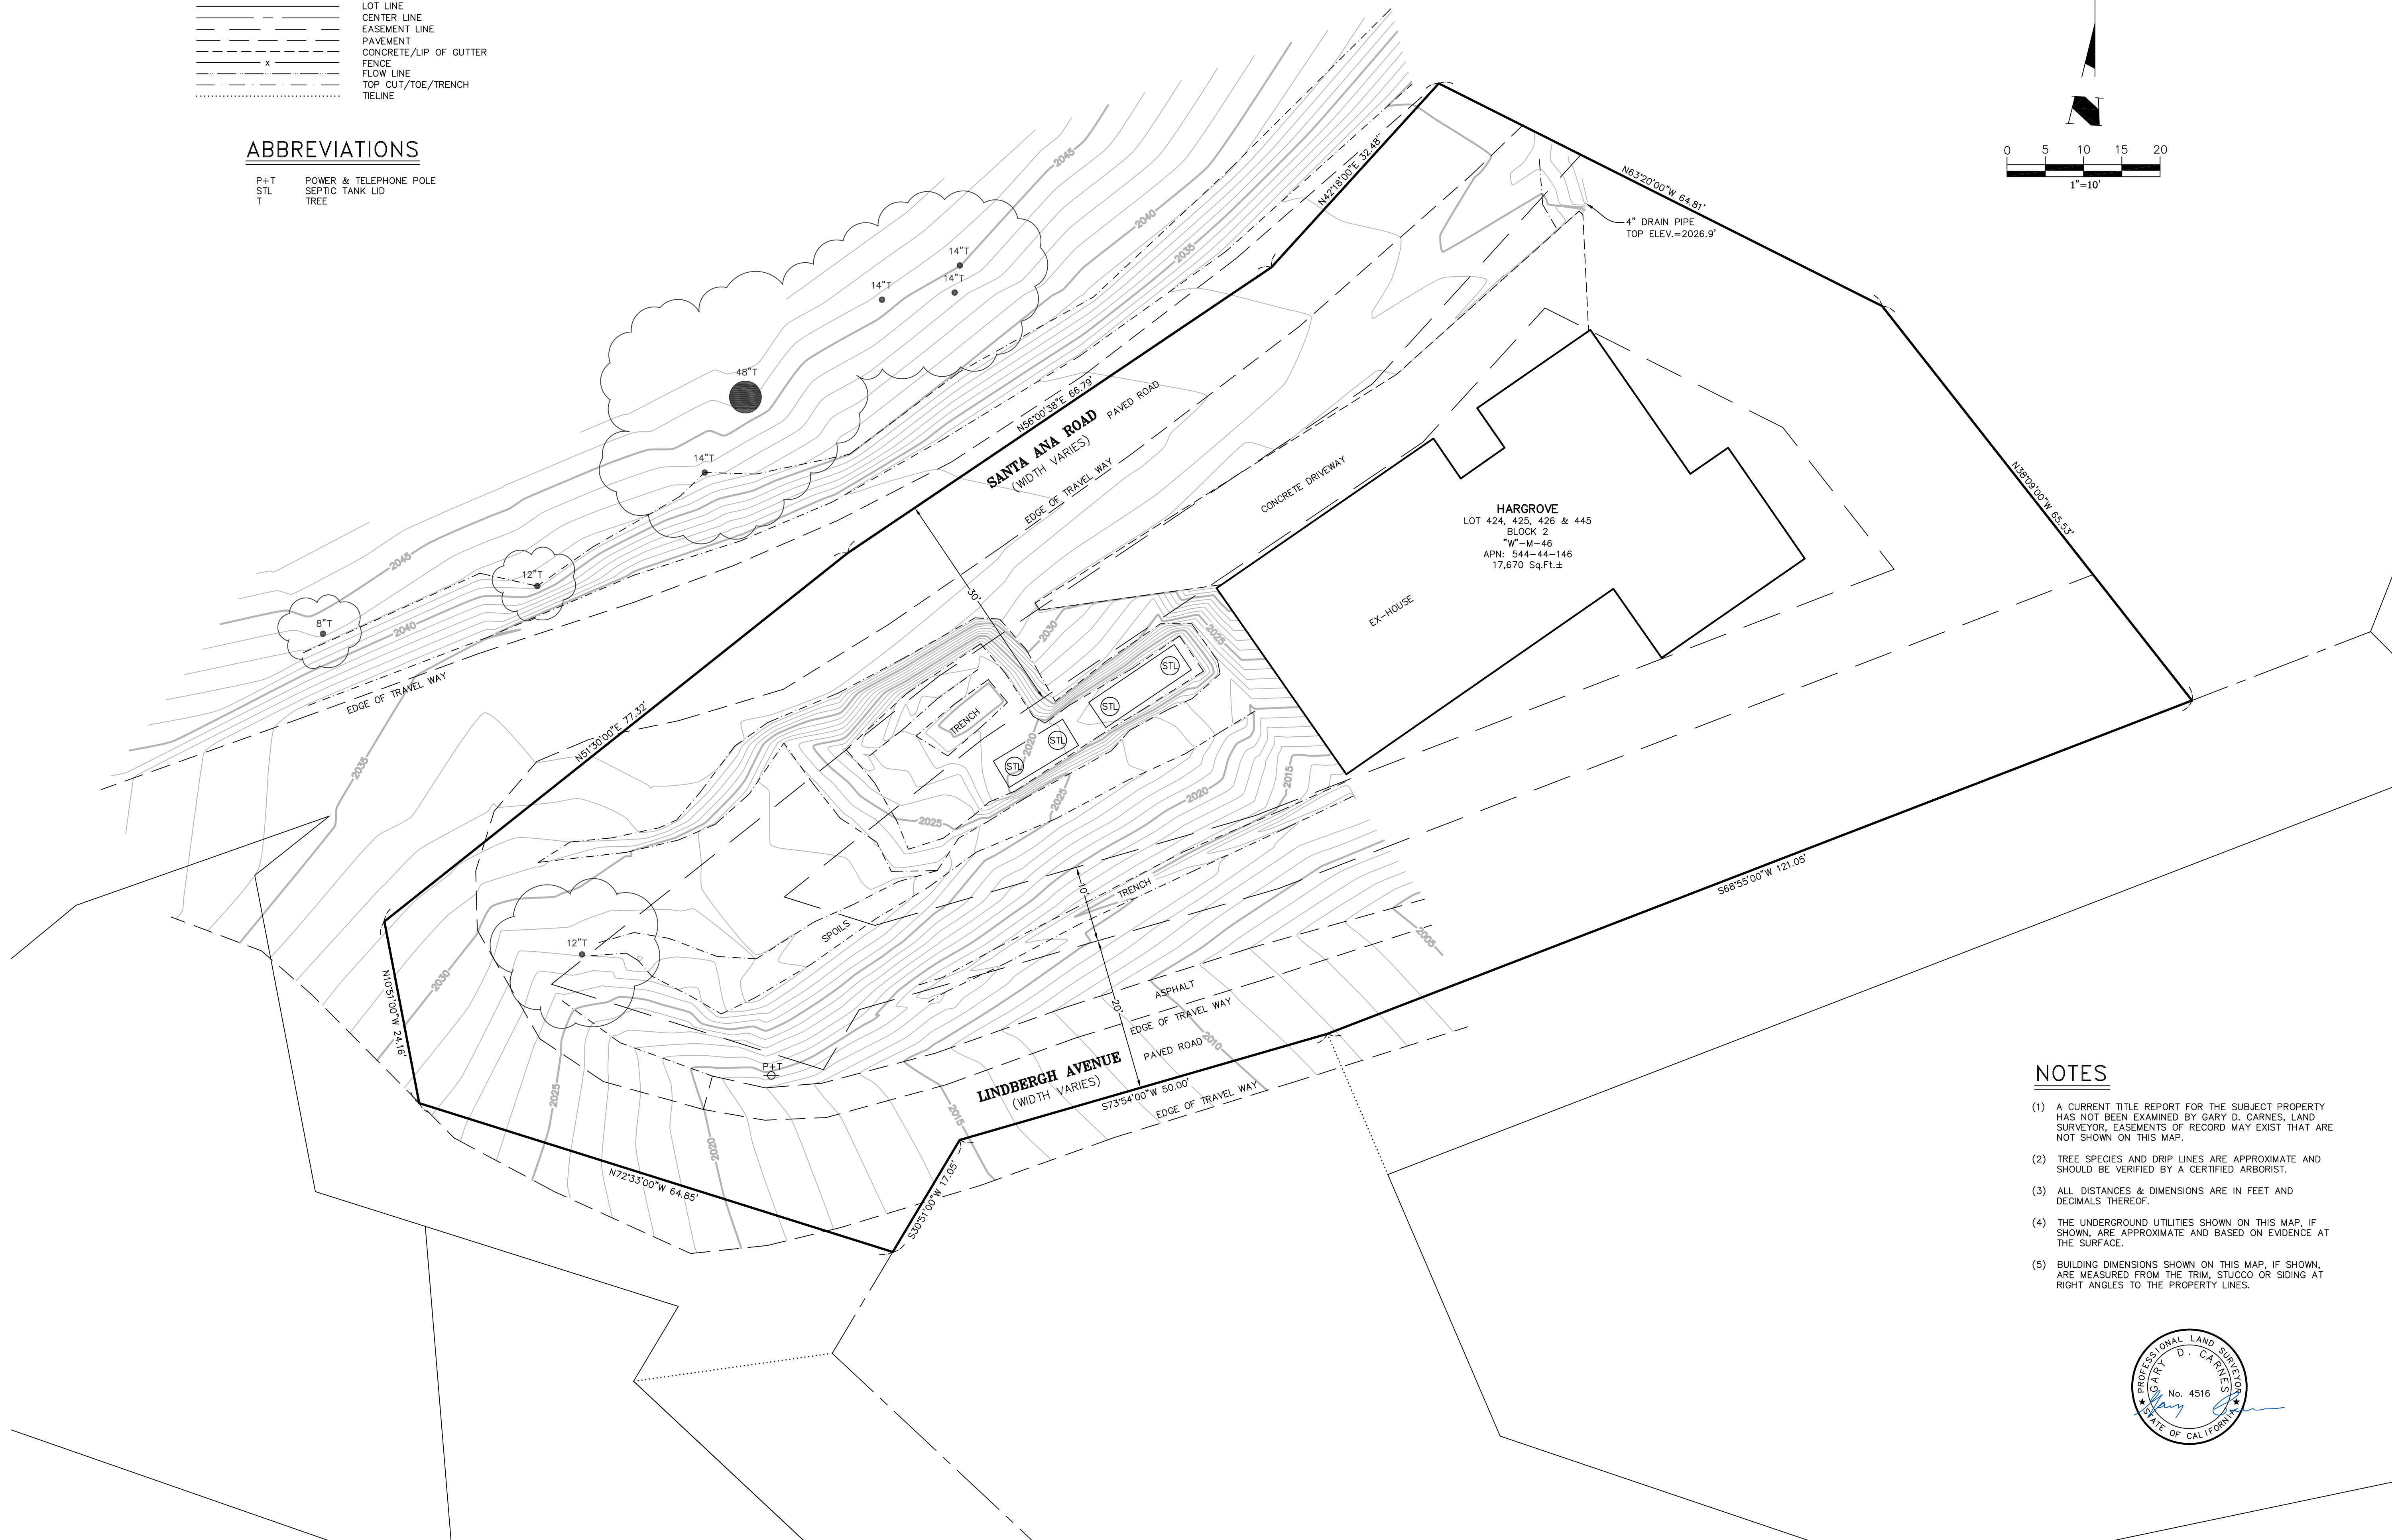 LOT LINE
CENTER LINE
EASEMENT LINE
PAVEMENT
CONCRETE/LIP OF GUTTER
x FENCE
FLOW LINE
TOP CUT/TOE/TRENCH
TIELINE
ABBREVIATIONS
P+T POWER & TELEPHONE POLE
STL SEPTIC TANK LID
T TREE
N
0 5 10 15 20
1"=10'
2045
2040
2035
N42°18'00"E 32.48'
N63°20'00"W 64.81'
4" DRAIN PIPE
TOP ELEV.=2026.9'
14"T
14"T
14"T
48"T
14"T
N56°00'38"E 66.79'
SANTA ANA ROAD
(WIDTH VARIES)
PAVED ROAD
EDGE OF TRAVEL WAY
CONCRETE DRIVEWAY
HARGROVE
LOT 424, 425, 426 & 445
BLOCK 2
"W"-M-46
APN: 544-44-146
17,670 Sq.Ft.±
N38°09'00"W 65.53'
EX-HOUSE
2045
12"T
8"T
2040
EDGE OF TRAVEL WAY
2035
30'
2030
2025
STL
STL
STL
STL
TRENCH
2020
N51°30'00"E 77.32'
2025
2025
2020
2015
S68°55'00"W 121.05'
10'
TRENCH
SPOILS
12"T
2030
2005
N10°51'00"W 24.16'
ASPHALT
20'
EDGE OF TRAVEL WAY
PAVED ROAD
2010
LINDBERGH AVENUE
(WIDTH VARIES)
S73°54'00"W 50.00'
EDGE OF TRAVEL WAY
P+T
2025
2020
2015
N72°33'00"W 64.85'
S30°51'00"W 17.05'
NOTES
(1) A CURRENT TITLE REPORT FOR THE SUBJECT PROPERTY
HAS NOT BEEN EXAMINED BY GARY D. CARNES, LAND
SURVEYOR, EASEMENTS OF RECORD MAY EXIST THAT ARE
NOT SHOWN ON THIS MAP.
(2) TREE SPECIES AND DRIP LINES ARE APPROXIMATE AND
SHOULD BE VERIFIED BY A CERTIFIED ARBORIST.
(3) ALL DISTANCES & DIMENSIONS ARE IN FEET AND
DECIMALS THEREOF.
(4) THE UNDERGROUND UTILITIES SHOWN ON THIS MAP, IF
SHOWN, ARE APPROXIMATE AND BASED ON EVIDENCE AT
THE SURFACE.
(5) BUILDING DIMENSIONS SHOWN ON THIS MAP, IF SHOWN,
ARE MEASURED FROM THE TRIM, STUCCO OR SIDING AT
RIGHT ANGLES TO THE PROPERTY LINES.
PROFESSIONAL LAND SURVEYOR
GARY D. CARNES
No. 4516
STATE OF CALIFORNIA